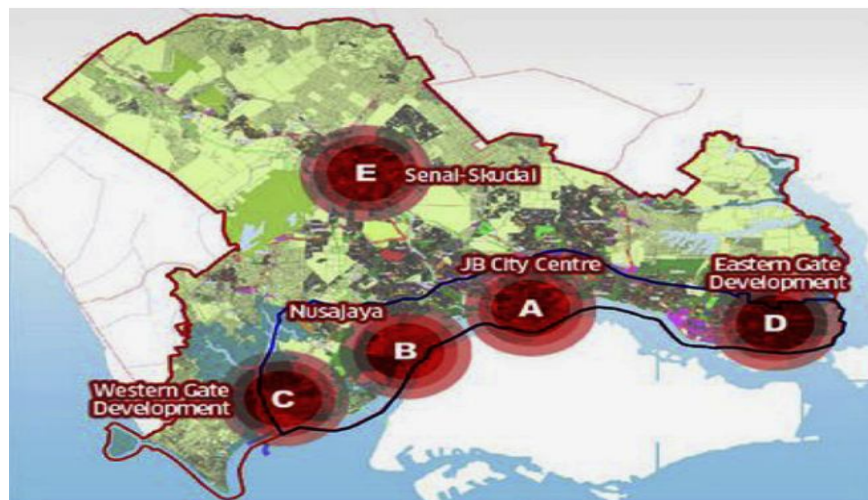 E
Senai-Skudai
JB City Centre
Eastern Gate
Development
Nusajaya
A
D
B
Western Gate
Development
C